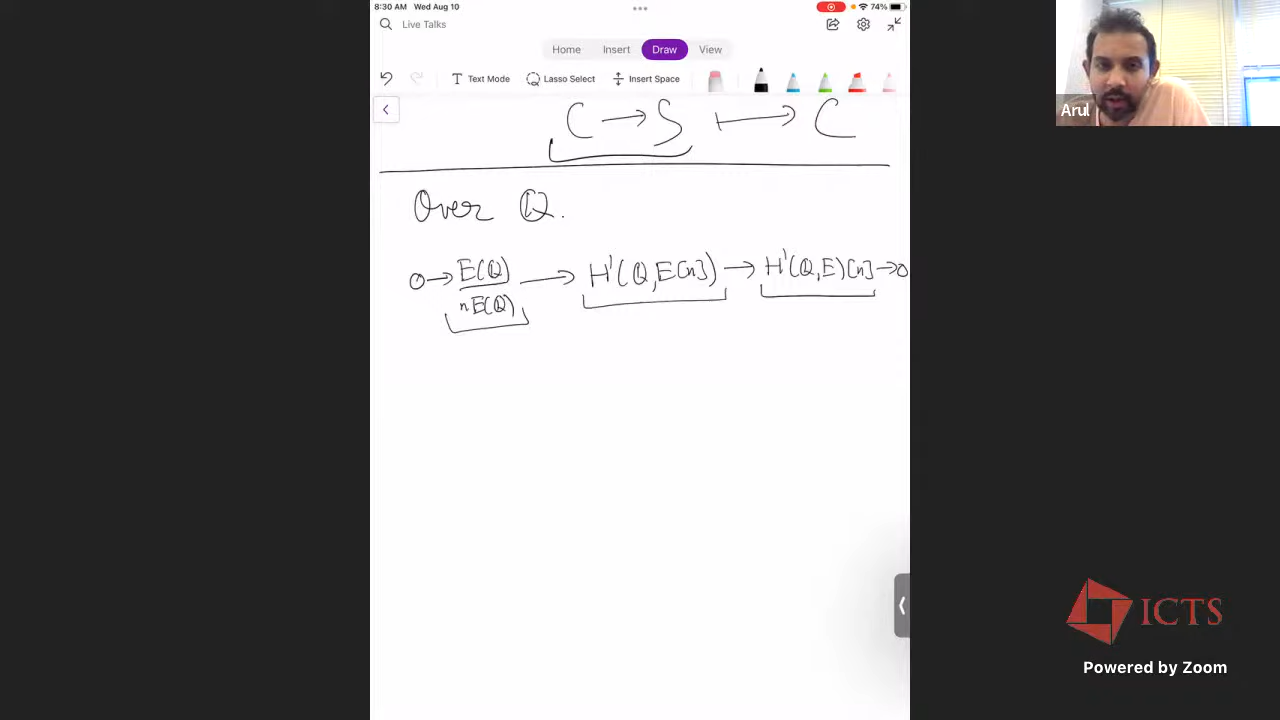 8:30 AM Wed Aug 10
74%
Live Talks
Home Insert Draw View
Text Mode Lasso Select Insert Space
C → S ⟼ C
Over ℚ.
0 → E(ℚ)/nE(ℚ) → H¹(ℚ,E[n]) → H¹(ℚ,E)[n] → 0
Arul
ICTS
Powered by Zoom